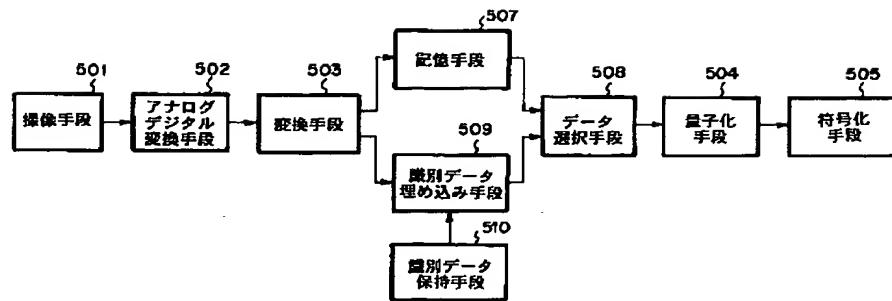 507
記憶手段
501
撮像手段
502
アナログ
デジタル
変換手段
503
変換手段
509
識別データ
埋め込み手段
510
識別データ
保持手段
508
データ
選択手段
504
量子化
手段
505
符号化
手段